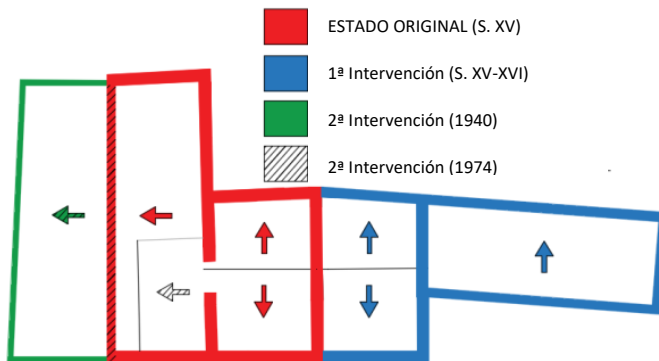 ESTADO ORIGINAL (S. XV)
1ª Intervención (S. XV-XVI)
2ª Intervención (1940)
2ª Intervención (1974)